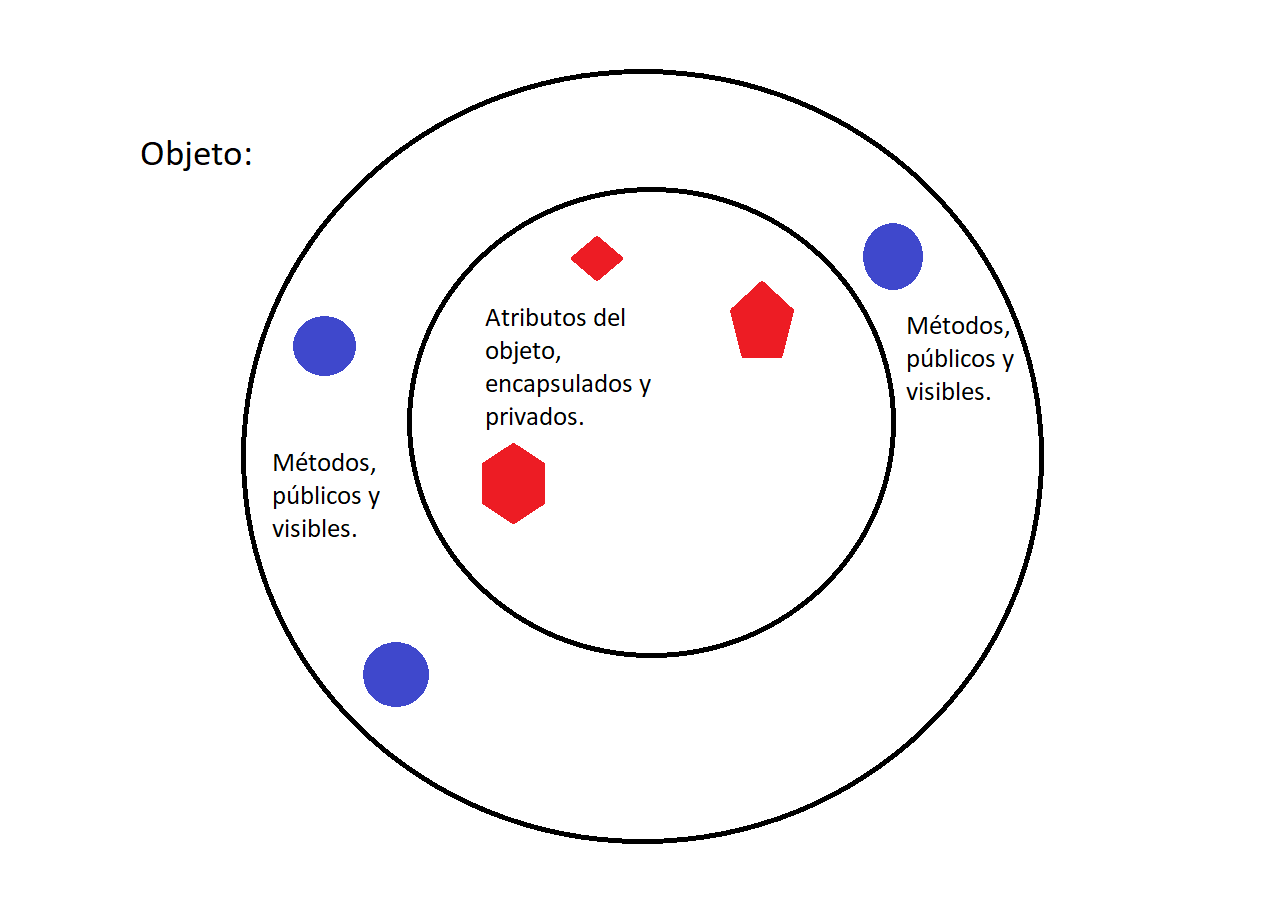 Objeto:
Atributos del
objeto,
encapsulados y
privados.
Métodos,
públicos y
visibles.
Métodos,
públicos y
visibles.